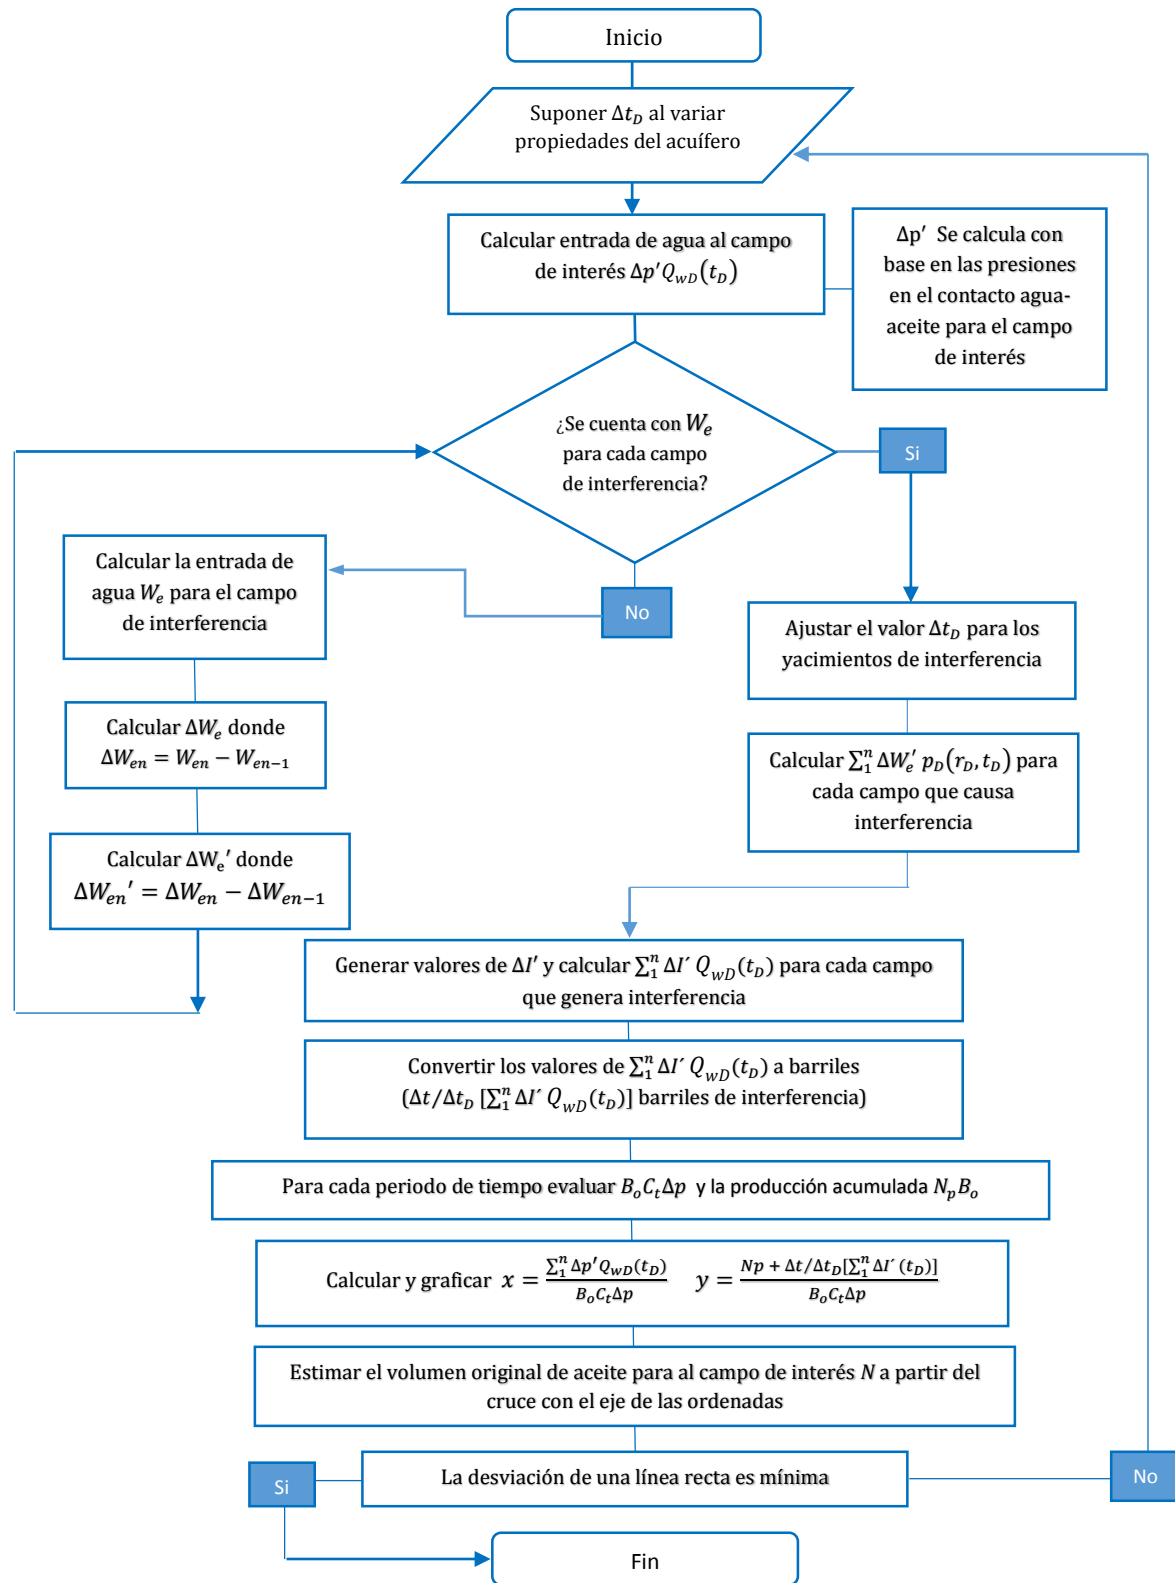 Inicio
Suponer Δt_D al variar
propiedades del acuífero
Calcular entrada de agua al campo
de interés Δp′Q_wD(t_D)
Δp′ Se calcula con
base en las presiones
en el contacto agua-
aceite para el campo
de interés
¿Se cuenta con W_e
para cada campo
de interferencia?
Si
No
Calcular la entrada de
agua W_e para el campo
de interferencia
Calcular ΔW_e donde
ΔW_en = W_en − W_en−1
Calcular ΔW_e′ donde
ΔW_en′ = ΔW_en − ΔW_en−1
Ajustar el valor Δt_D para los
yacimientos de interferencia
Calcular ∑_1^n ΔW_e′ p_D(r_D, t_D) para
cada campo que causa
interferencia
Generar valores de ΔI′ y calcular ∑_1^n ΔI´ Q_wD(t_D) para cada campo
que genera interferencia
Convertir los valores de ∑_1^n ΔI´ Q_wD(t_D) a barriles
(Δt/Δt_D [∑_1^n ΔI´ Q_wD(t_D)] barriles de interferencia)
Para cada periodo de tiempo evaluar B_oC_tΔp y la producción acumulada N_pB_o
Calcular y graficar x = (∑_1^n Δp′Q_wD(t_D))/(B_oC_tΔp) y = (Np + Δt/Δt_D[∑_1^n ΔI´(t_D)])/(B_oC_tΔp)
Estimar el volumen original de aceite para al campo de interés N a partir del
cruce con el eje de las ordenadas
La desviación de una línea recta es mínima
Si
No
Fin